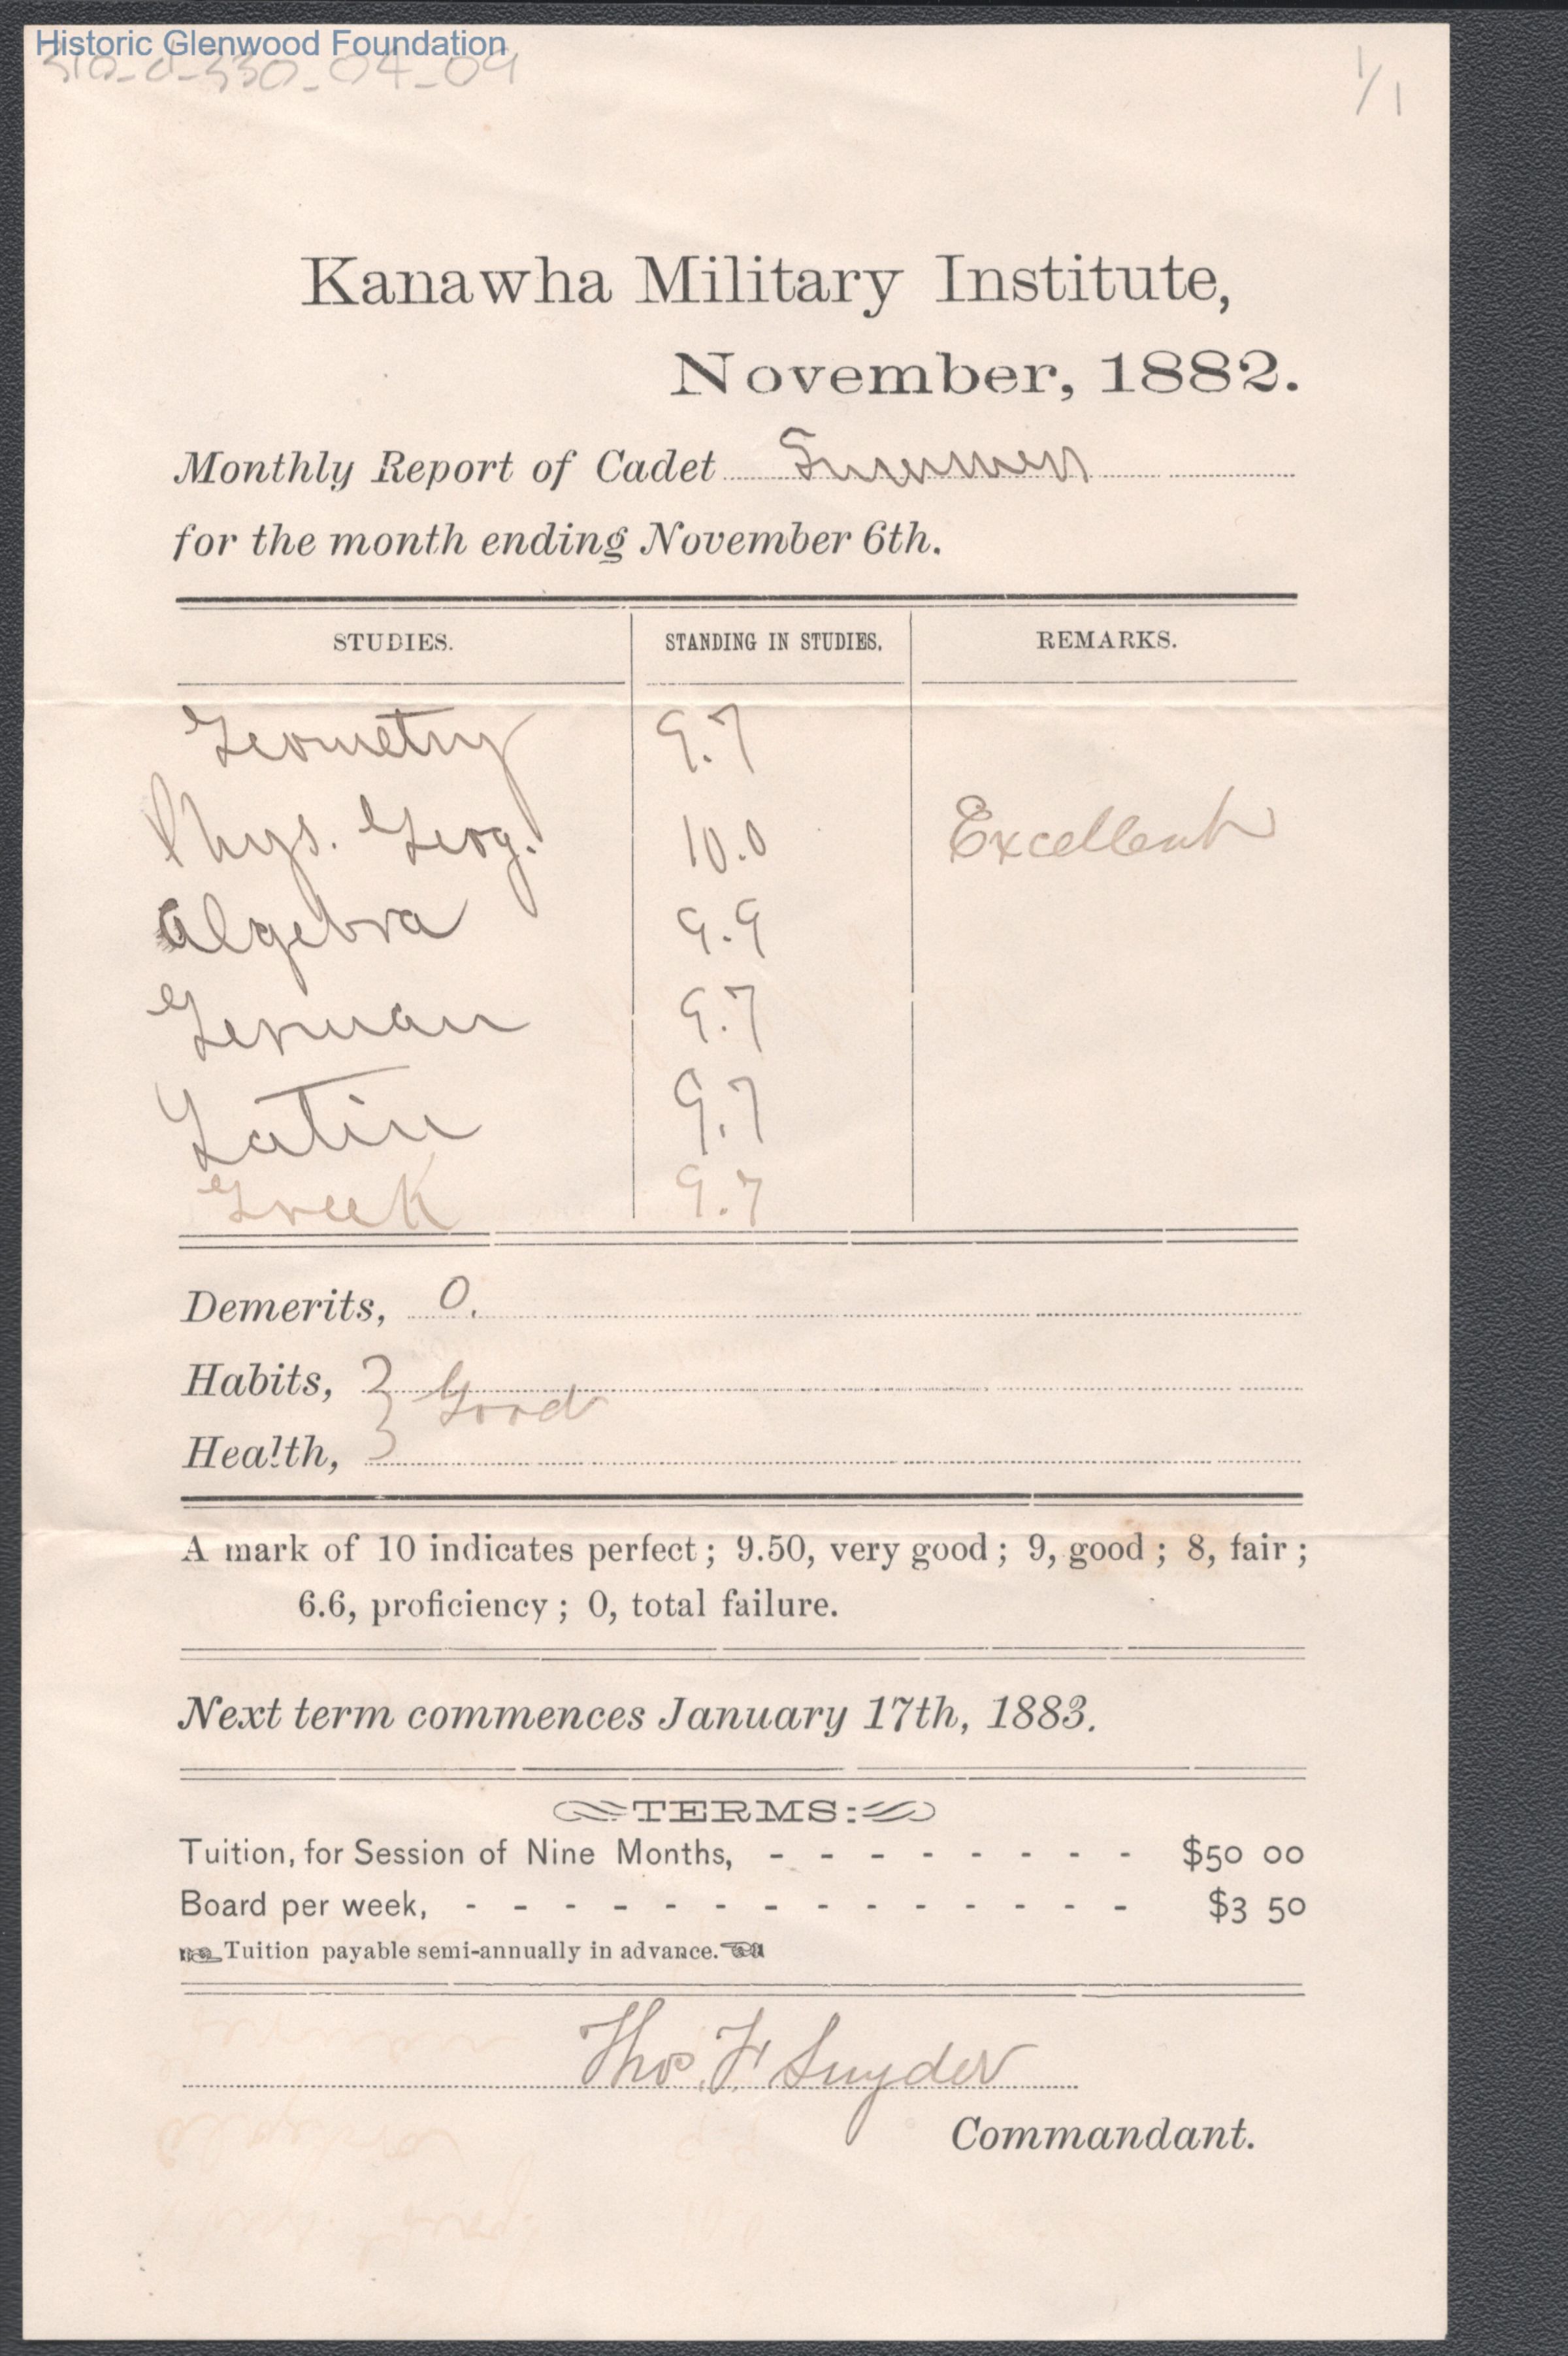 Historic Glenwood Foundation
1/1
Kanawha Military Institute,
November, 1882.
Monthly Report of Cadet Summers
for the month ending November 6th.
STUDIES. STANDING IN STUDIES. REMARKS.
Geometry 9.7
Phys. Geog. 10.0 Excellent
Algebra 9.9
German 9.7
Latin 9.7
Greek 9.7
Demerits, 0.
Habits, } Good
Health,
A mark of 10 indicates perfect; 9.50, very good; 9, good; 8, fair;
6.6, proficiency; 0, total failure.
Next term commences January 17th, 1883.
TERMS:
Tuition, for Session of Nine Months, - - - - - - - - $50 00
Board per week, - - - - - - - - - - - - - - $3 50
Tuition payable semi-annually in advance.
Thos. F. Snyder
Commandant.